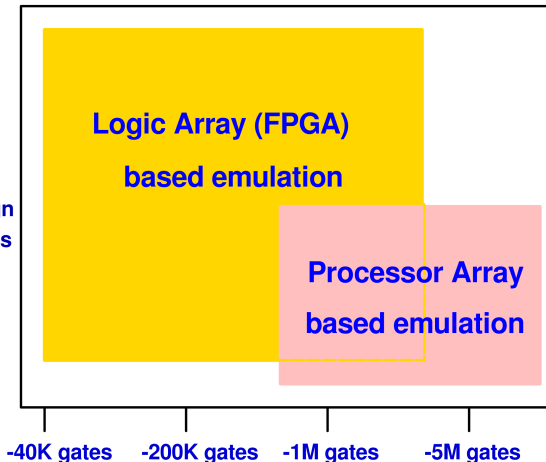 Logic Array (FPGA)
based emulation
Processor Array
based emulation
-40K gates -200K gates -1M gates -5M gates